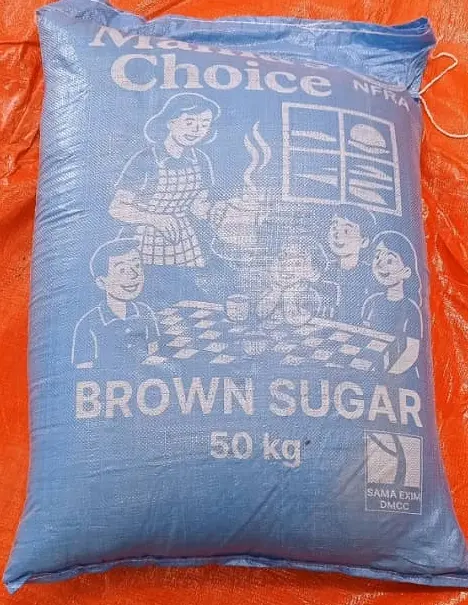 Choice
NFRA
BROWN SUGAR
50 kg
SAMA EXIM
DMCC